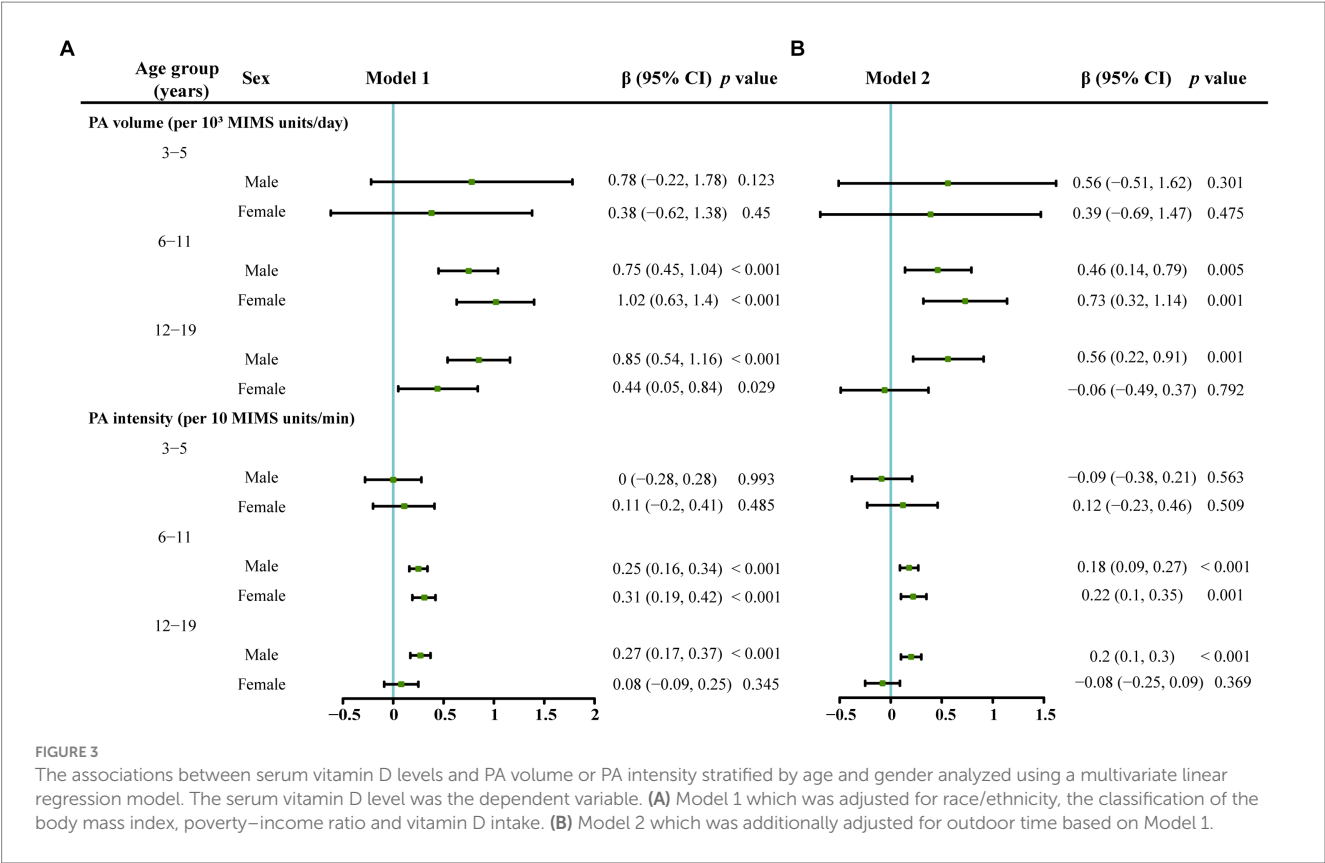 A
B
Age group
(years)
Sex Model 1 β (95% CI) p value Model 2 β (95% CI) p value
PA volume (per 10³ MIMS units/day)
3−5
Male 0.78 (−0.22, 1.78) 0.123 0.56 (−0.51, 1.62) 0.301
Female 0.38 (−0.62, 1.38) 0.45 0.39 (−0.69, 1.47) 0.475
6−11
Male 0.75 (0.45, 1.04) < 0.001 0.46 (0.14, 0.79) 0.005
Female 1.02 (0.63, 1.4) < 0.001 0.73 (0.32, 1.14) 0.001
12−19
Male 0.85 (0.54, 1.16) < 0.001 0.56 (0.22, 0.91) 0.001
Female 0.44 (0.05, 0.84) 0.029 −0.06 (−0.49, 0.37) 0.792
PA intensity (per 10 MIMS units/min)
3−5
Male 0 (−0.28, 0.28) 0.993 −0.09 (−0.38, 0.21) 0.563
Female 0.11 (−0.2, 0.41) 0.485 0.12 (−0.23, 0.46) 0.509
6−11
Male 0.25 (0.16, 0.34) < 0.001 0.18 (0.09, 0.27) < 0.001
Female 0.31 (0.19, 0.42) < 0.001 0.22 (0.1, 0.35) 0.001
12−19
Male 0.27 (0.17, 0.37) < 0.001 0.2 (0.1, 0.3) < 0.001
Female 0.08 (−0.09, 0.25) 0.345 −0.08 (−0.25, 0.09) 0.369
−0.5 0 0.5 1 1.5 2 −0.5 0 0.5 1 1.5
FIGURE 3
The associations between serum vitamin D levels and PA volume or PA intensity stratified by age and gender analyzed using a multivariate linear
regression model. The serum vitamin D level was the dependent variable. (A) Model 1 which was adjusted for race/ethnicity, the classification of the
body mass index, poverty–income ratio and vitamin D intake. (B) Model 2 which was additionally adjusted for outdoor time based on Model 1.